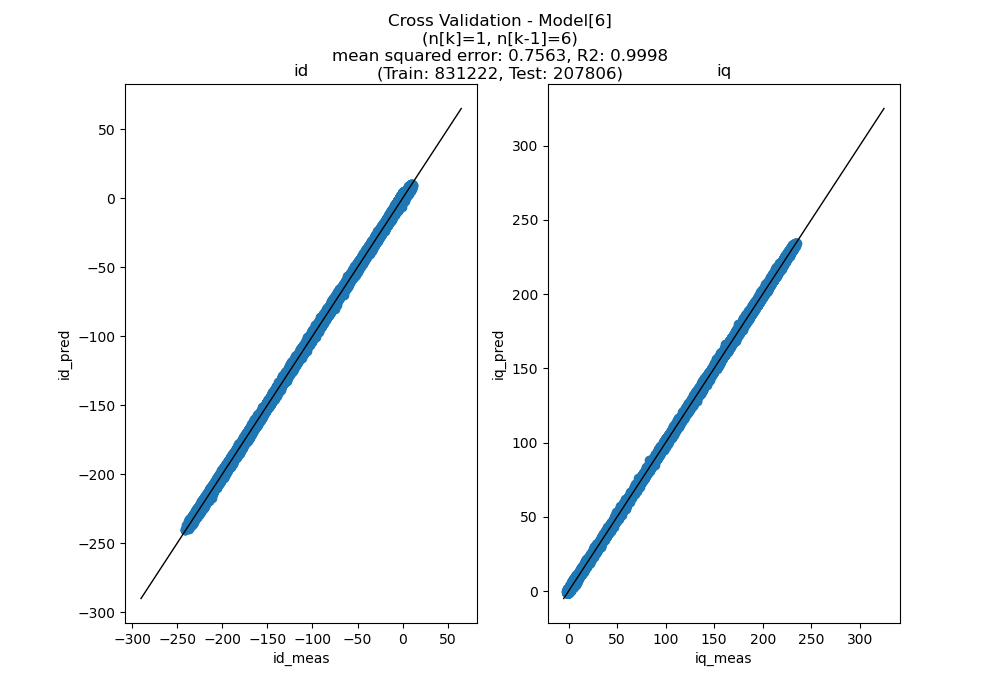 Cross Validation - Model[6]
(n[k]=1, n[k-1]=6)
mean squared error: 0.7563, R2: 0.9998
(Train: 831222, Test: 207806)
id
50
0
−50
−100
−150
−200
−250
−300
id_pred
−300 −250 −200 −150 −100 −50 0 50
id_meas
iq
300
250
200
150
100
50
0
iq_pred
0 50 100 150 200 250 300
iq_meas